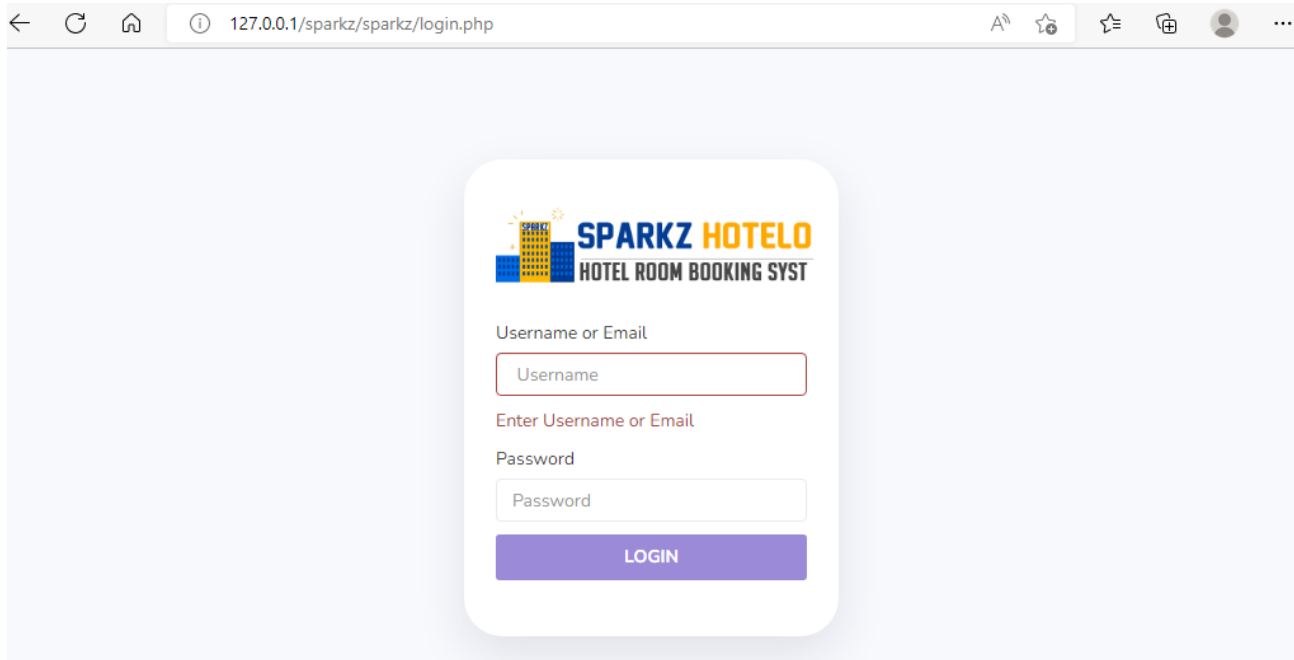 127.0.0.1/sparkz/sparkz/login.php
SPARKZ
SPARKZ HOTELO
HOTEL ROOM BOOKING SYST
Username or Email
Username
Enter Username or Email
Password
Password
LOGIN